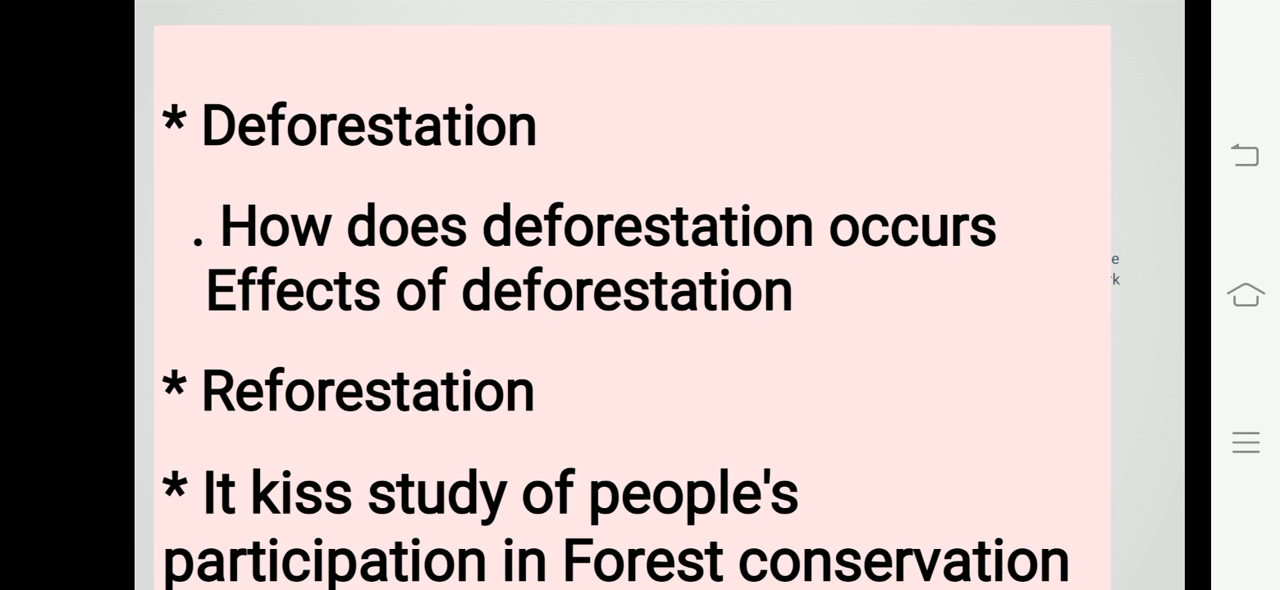 * Deforestation
. How does deforestation occurs
Effects of deforestation
* Reforestation
* It kiss study of people's
participation in Forest conservation